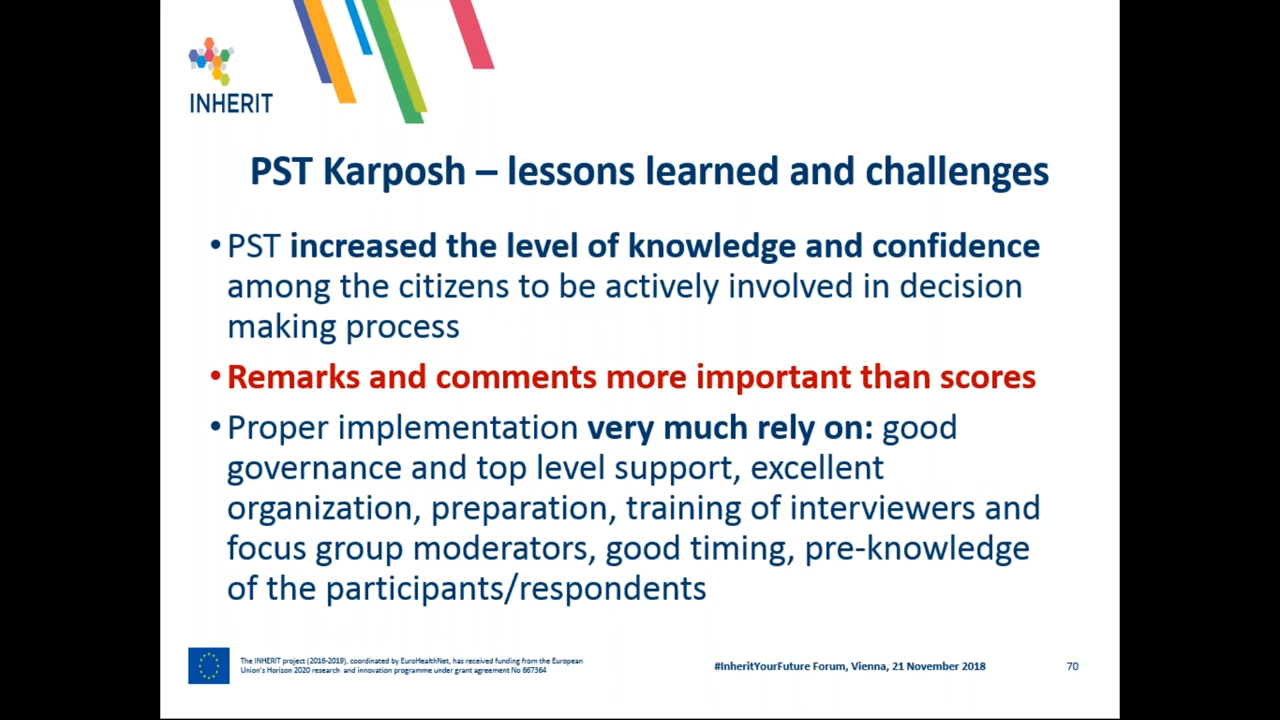 INHERIT
PST Karposh – lessons learned and challenges
• PST increased the level of knowledge and confidence
among the citizens to be actively involved in decision
making process
• Remarks and comments more important than scores
• Proper implementation very much rely on: good
governance and top level support, excellent
organization, preparation, training of interviewers and
focus group moderators, good timing, pre-knowledge
of the participants/respondents
The INHERIT project (2016-2019), coordinated by EuroHealthNet, has received funding from the European
Union's Horizon 2020 research and innovation programme under grant agreement No 667364
#InheritYourFuture Forum, Vienna, 21 November 2018
70